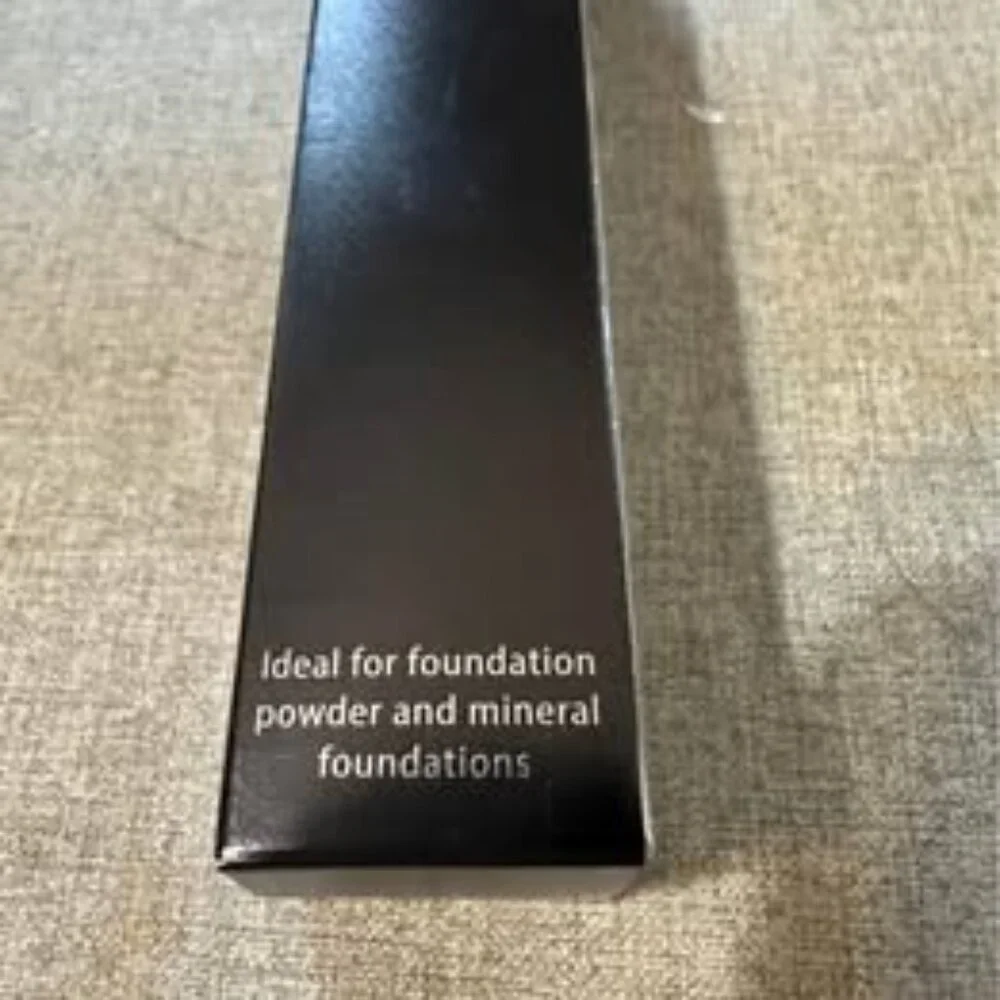 Ideal for foundation
powder and mineral
foundations